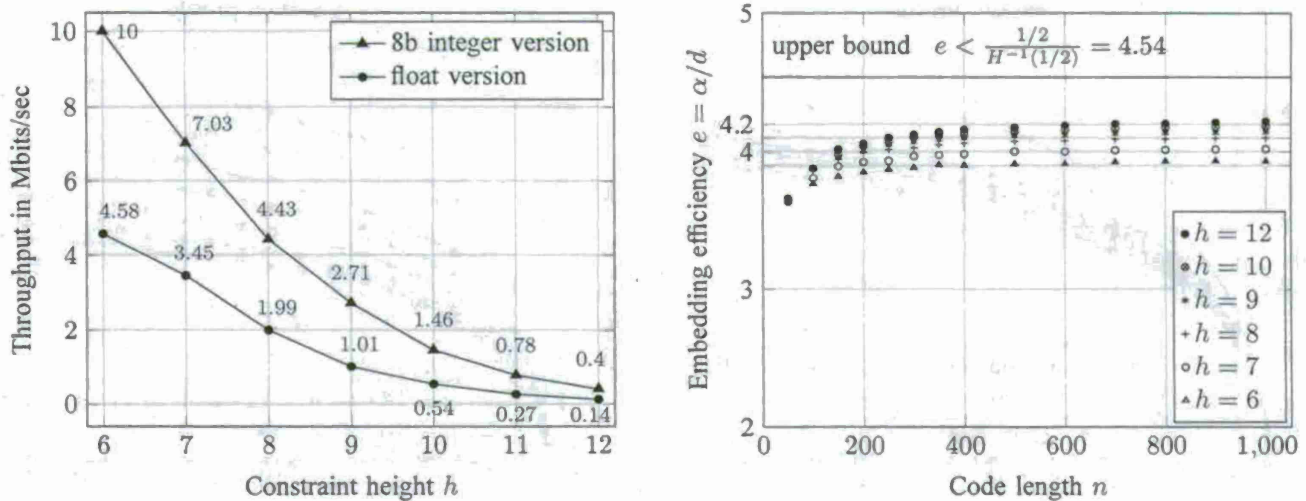 10
8
6
4
2
0
Throughput in Mbits/sec
8b integer version
float version
10
7.03
4.43
2.71
1.46
0.78
0.4
4.58
3.45
1.99
1.01
0.54
0.27
0.14
6 7 8 9 10 11 12
Constraint height h
5
4.2
4
3
2
Embedding efficiency e = α/d
upper bound e < 1/2 / H⁻¹(1/2) = 4.54
h = 12
h = 10
h = 9
h = 8
h = 7
h = 6
0 200 400 600 800 1,000
Code length n